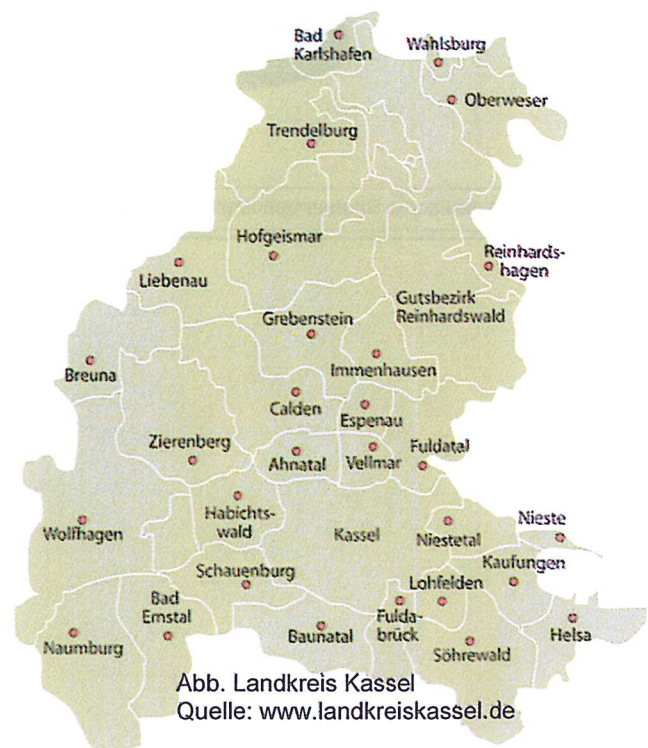 Bad
Karlshafen
Wahlsburg
Oberweser
Trendelburg
Hofgeismar
Reinhards-
hagen
Liebenau
Gutsbezirk
Reinhardswald
Grebenstein
Immenhausen
Breuna
Calden
Espenau
Zierenberg
Ahnatal
Vellmar
Fuldatal
Habichts-
wald
Wolfhagen
Kassel
Niestetal
Nieste
Kaufungen
Schauenburg
Lohfelden
Bad
Emstal
Fulda-
brück
Helsa
Naumburg
Baunatal
Söhrewald
Abb. Landkreis Kassel
Quelle: www.landkreiskassel.de